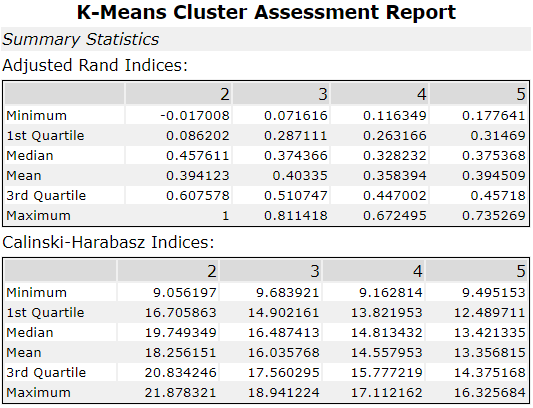 K-Means Cluster Assessment Report
Summary Statistics
Adjusted Rand Indices:
2 3 4 5
Minimum -0.017008 0.071616 0.116349 0.177641
1st Quartile 0.086202 0.287111 0.263166 0.31469
Median 0.457611 0.374366 0.328232 0.375368
Mean 0.394123 0.40335 0.358394 0.394509
3rd Quartile 0.607578 0.510747 0.447002 0.45718
Maximum 1 0.811418 0.672495 0.735269
Calinski-Harabasz Indices:
2 3 4 5
Minimum 9.056197 9.683921 9.162814 9.495153
1st Quartile 16.705863 14.902161 13.821953 12.489711
Median 19.749349 16.487413 14.813432 13.421335
Mean 18.256151 16.035768 14.557953 13.356815
3rd Quartile 20.834246 17.560295 15.777219 14.375168
Maximum 21.878321 18.941224 17.112162 16.325684